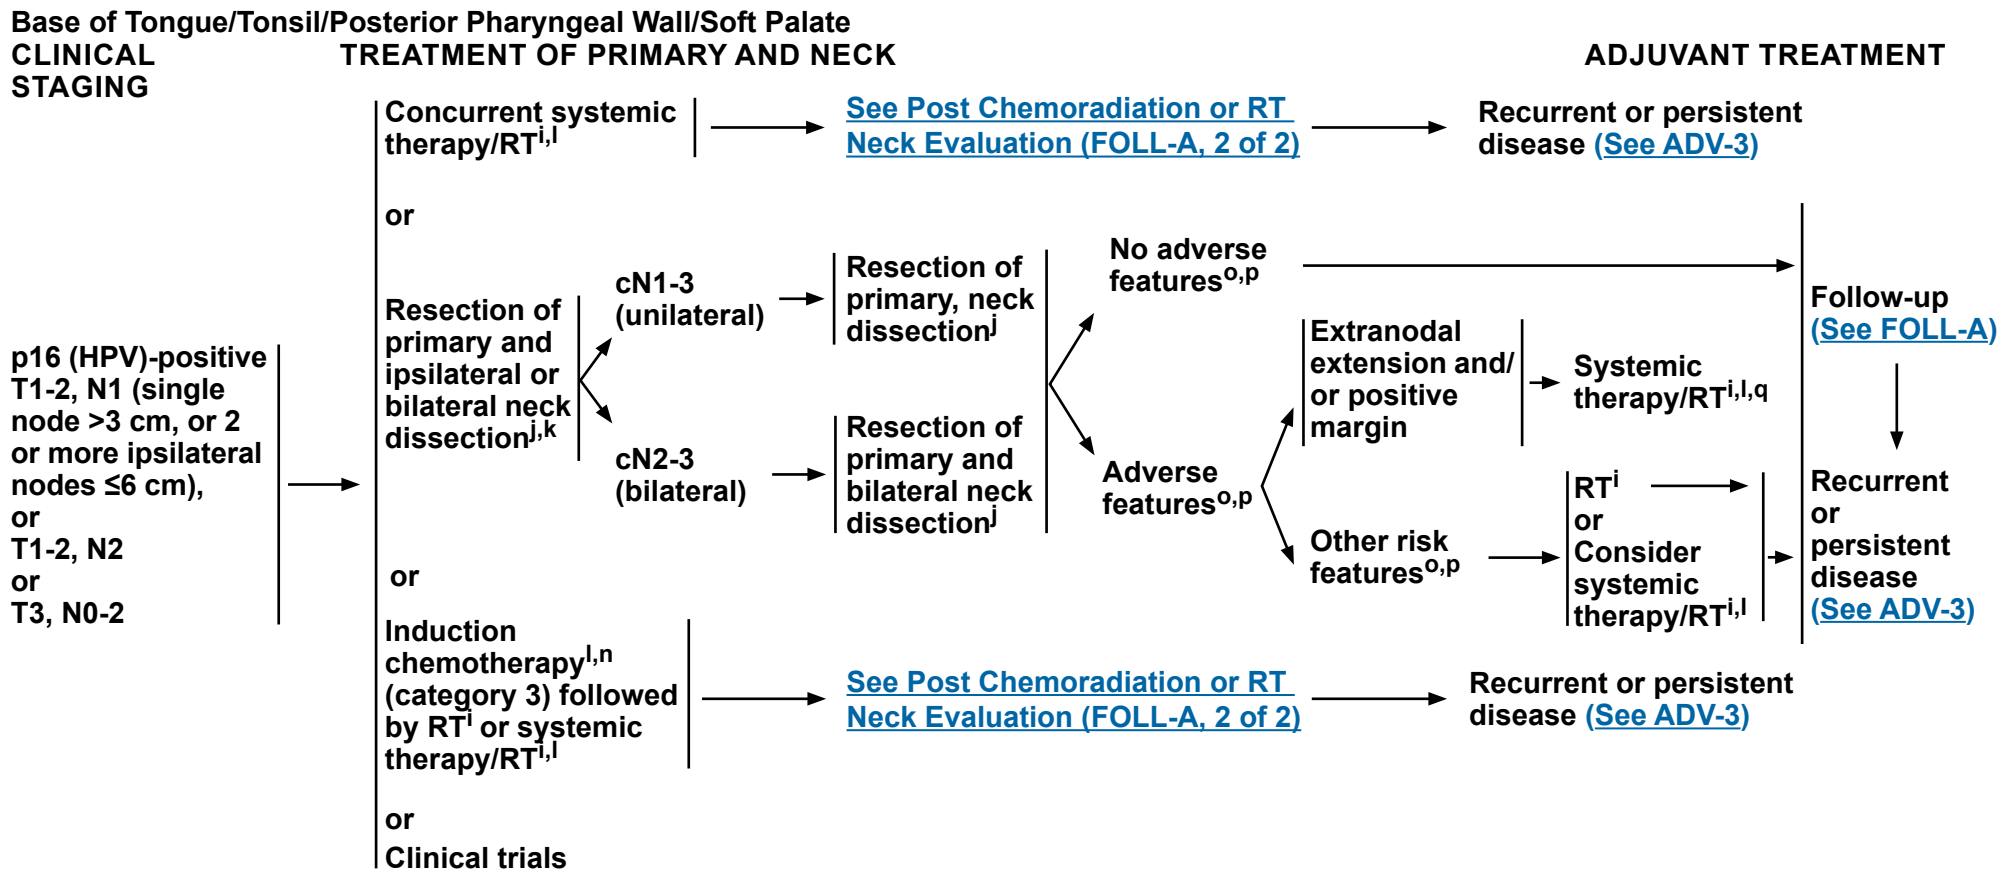 Base of Tongue/Tonsil/Posterior Pharyngeal Wall/Soft Palate
CLINICAL
STAGING
TREATMENT OF PRIMARY AND NECK
ADJUVANT TREATMENT
p16 (HPV)-positive
T1-2, N1 (single
node >3 cm, or 2
or more ipsilateral
nodes ≤6 cm),
or
T1-2, N2
or
T3, N0-2
Concurrent systemic
therapy/RTi,l
See Post Chemoradiation or RT
Neck Evaluation (FOLL-A, 2 of 2)
Recurrent or persistent
disease (See ADV-3)
or
Resection of
primary and
ipsilateral or
bilateral neck
dissectionj,k
cN1-3
(unilateral)
Resection of
primary, neck
dissectionj
cN2-3
(bilateral)
Resection of
primary and
bilateral neck
dissectionj
No adverse
featureso,p
Adverse
featureso,p
Extranodal
extension and/
or positive
margin
Systemic
therapy/RTi,l,q
Other risk
featureso,p
RTi
or
Consider
systemic
therapy/RTi,l
Follow-up
(See FOLL-A)
Recurrent
or
persistent
disease
(See ADV-3)
or
Induction
chemotherapyl,n
(category 3) followed
by RTi or systemic
therapy/RTi,l
See Post Chemoradiation or RT
Neck Evaluation (FOLL-A, 2 of 2)
Recurrent or persistent
disease (See ADV-3)
or
Clinical trials